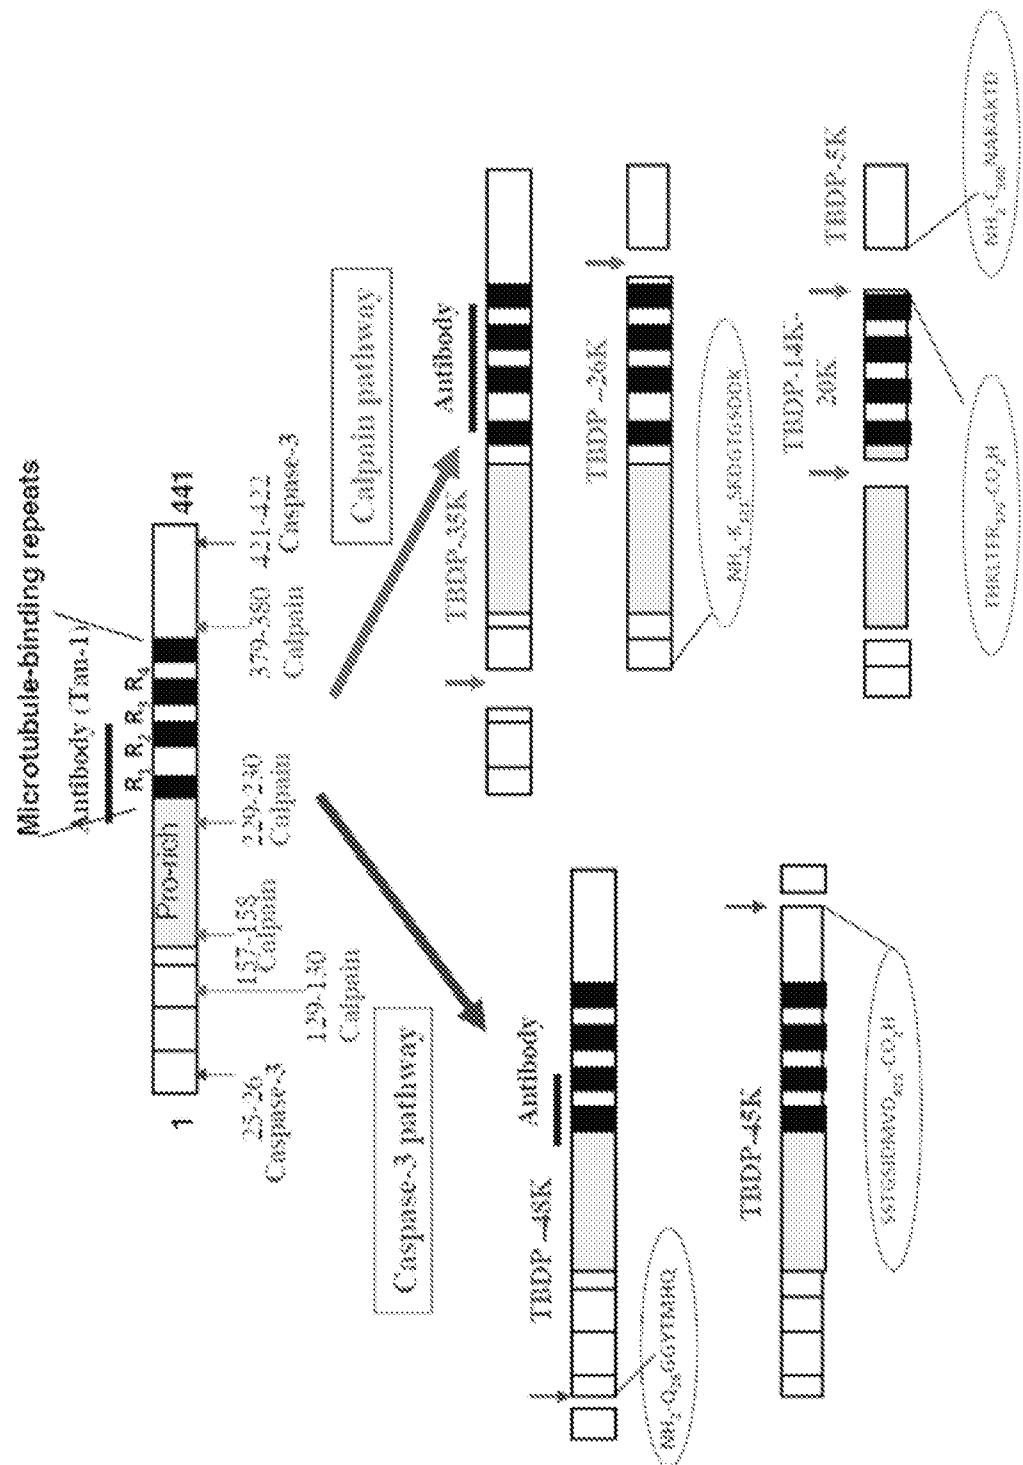 Microtubule-binding repeats
Antibody (Tau-1)
R₁ R₂ R₃ R₄
1
Pro-rich
441
25-26
Caspase-3
129-130
Calpain
157-158
Calpain
229-230
Calpain
379-380
Calpain
421-422
Caspase-3
Caspase-3 pathway
Calpain pathway
TBDP -48K
Antibody
TBDP-45K
TBDP-35K
Antibody
TBDP -26K
TBDP-14K-
20K
TBDP-5K